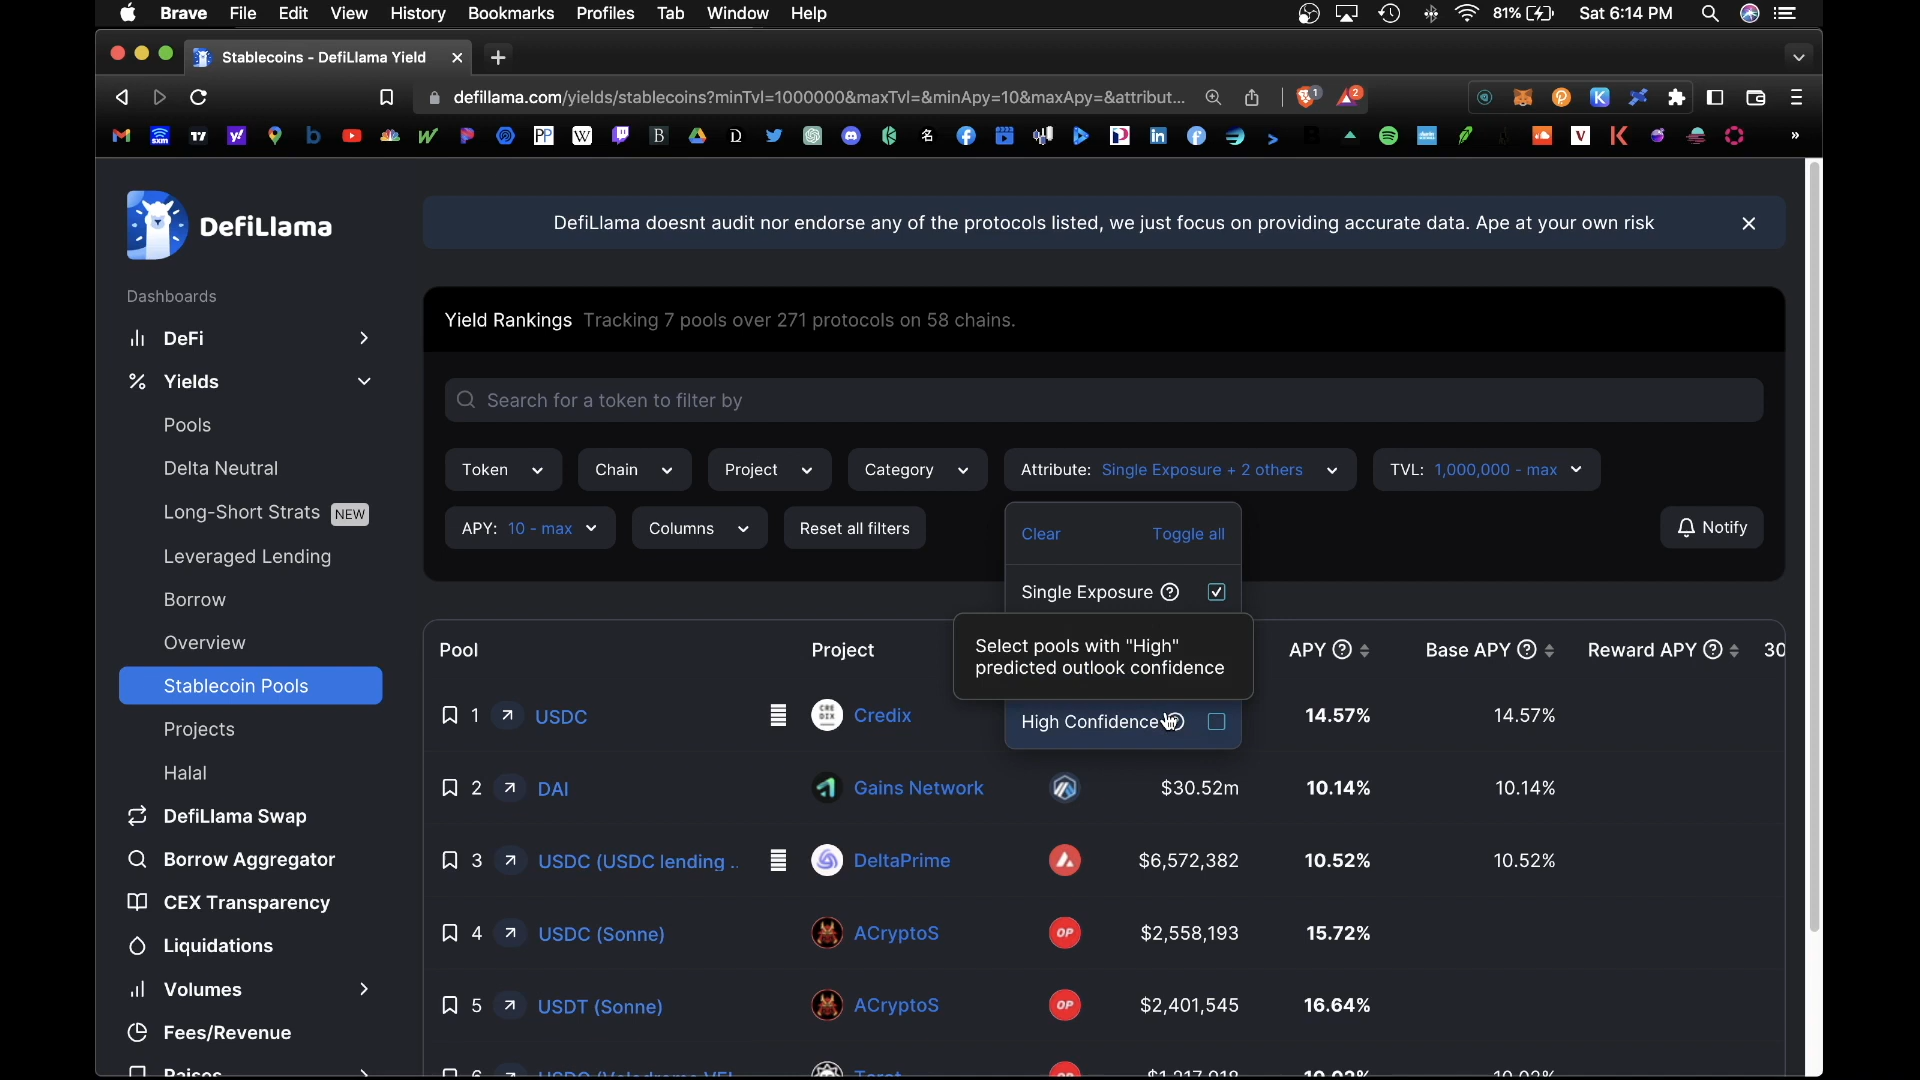 Brave File Edit View History Bookmarks Profiles Tab Window Help 81% Sat 6:14 PM
Stablecoins - DefiLlama Yield
defillama.com/yields/stablecoins?minTvl=1000000&maxTvl=&minApy=10&maxApy=&attribut...
DefiLlama
DefiLlama doesnt audit nor endorse any of the protocols listed, we just focus on providing accurate data. Ape at your own risk
Dashboards
DeFi
Yields
Pools
Delta Neutral
Long-Short Strats NEW
Leveraged Lending
Borrow
Overview
Stablecoin Pools
Projects
Halal
DefiLlama Swap
Borrow Aggregator
CEX Transparency
Liquidations
Volumes
Fees/Revenue
Raises
Yield Rankings Tracking 7 pools over 271 protocols on 58 chains.
Search for a token to filter by
Token Chain Project Category Attribute: Single Exposure + 2 others TVL: 1,000,000 - max
APY: 10 - max Columns Reset all filters Notify
Clear Toggle all
Single Exposure
Select pools with "High"
predicted outlook confidence
High Confidence
Pool Project APY Base APY Reward APY 30
1 USDC Credix 14.57% 14.57%
2 DAI Gains Network $30.52m 10.14% 10.14%
3 USDC (USDC lending .. DeltaPrime $6,572,382 10.52% 10.52%
4 USDC (Sonne) ACryptoS OP $2,558,193 15.72%
5 USDT (Sonne) ACryptoS OP $2,401,545 16.64%
6